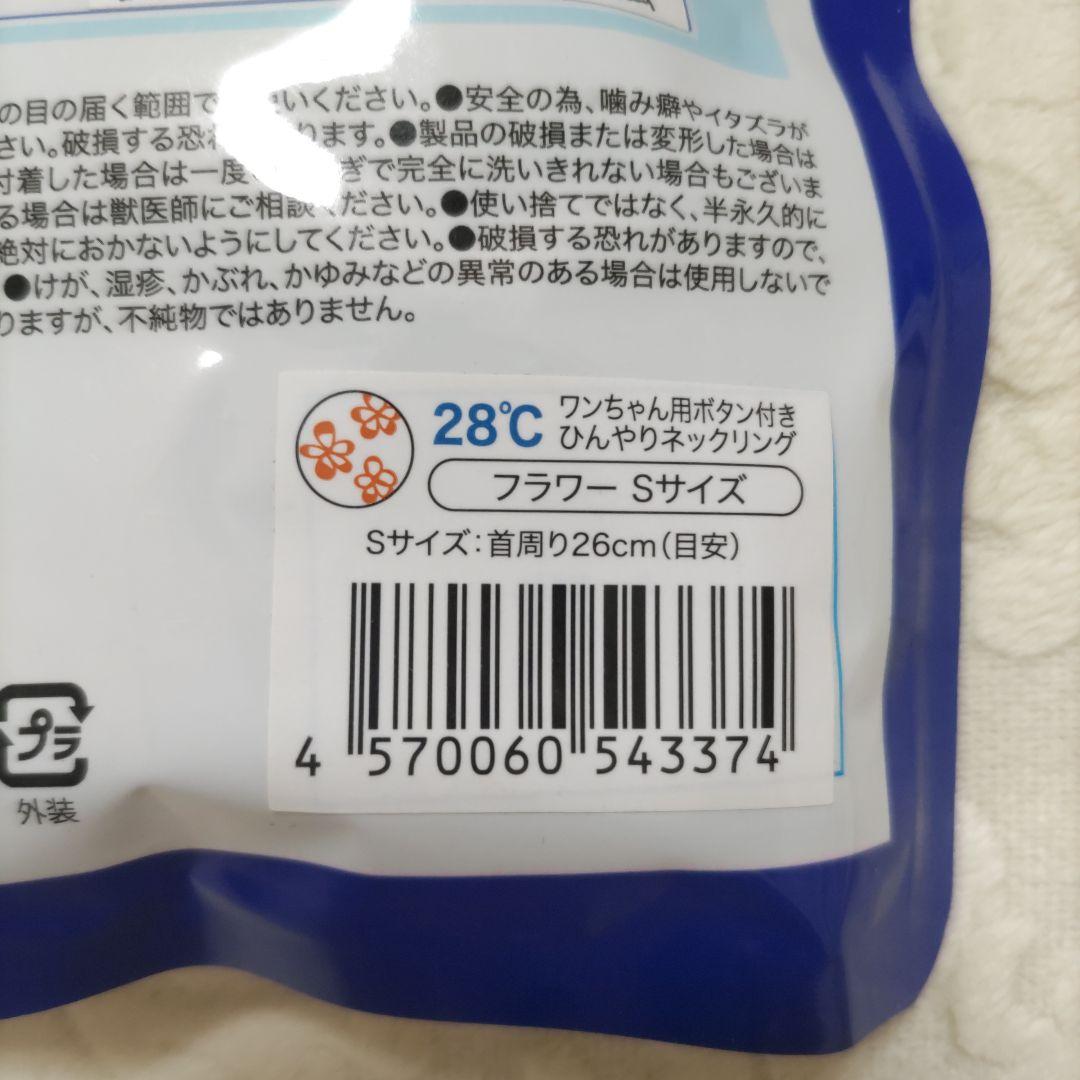 の目の届く範囲で いください。●安全の為、噛み癖やイタズラが
さい。破損する恐れ ります。●製品の破損または変形した場合は
付着した場合は一度 ぎで完全に洗いきれない場合もございま
る場合は獣医師にご相談ください。●使い捨てではなく、半永久的に
絶対におかないようにしてください。●破損する恐れがありますので、
●けが、湿疹、かぶれ、かゆみなどの異常のある場合は使用しないで
りますが、不純物ではありません。
28℃ ワンちゃん用ボタン付き
ひんやりネックリング
フラワー Sサイズ
Sサイズ：首周り26cm（目安）
4 570060 543374
プラ
外装